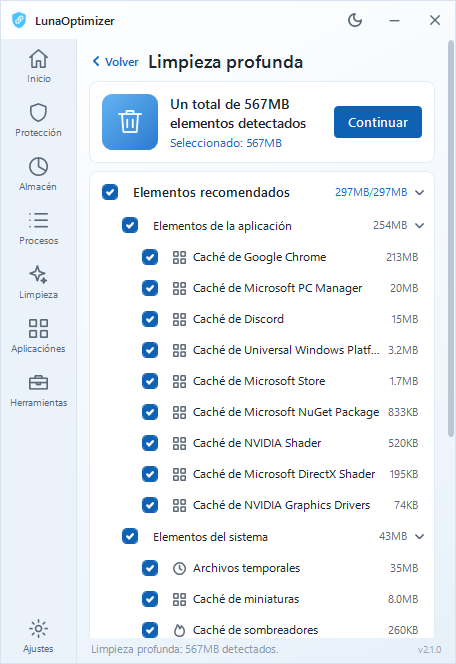 LunaOptimizer
Inicio
Protección
Almacén
Procesos
Limpieza
Aplicaciónes
Herramientas
Ajustes
Volver Limpieza profunda
Un total de 567MB
elementos detectados
Seleccionado: 567MB
Continuar
Elementos recomendados 297MB/297MB
Elementos de la aplicación 254MB
Caché de Google Chrome 213MB
Caché de Microsoft PC Manager 20MB
Caché de Discord 15MB
Caché de Universal Windows Platf... 3.2MB
Caché de Microsoft Store 1.7MB
Caché de Microsoft NuGet Package 833KB
Caché de NVIDIA Shader 520KB
Caché de Microsoft DirectX Shader 195KB
Caché de NVIDIA Graphics Drivers 74KB
Elementos del sistema 43MB
Archivos temporales 35MB
Caché de miniaturas 8.0MB
Caché de sombreadores 260KB
Limpieza profunda: 567MB detectados. v2.1.0